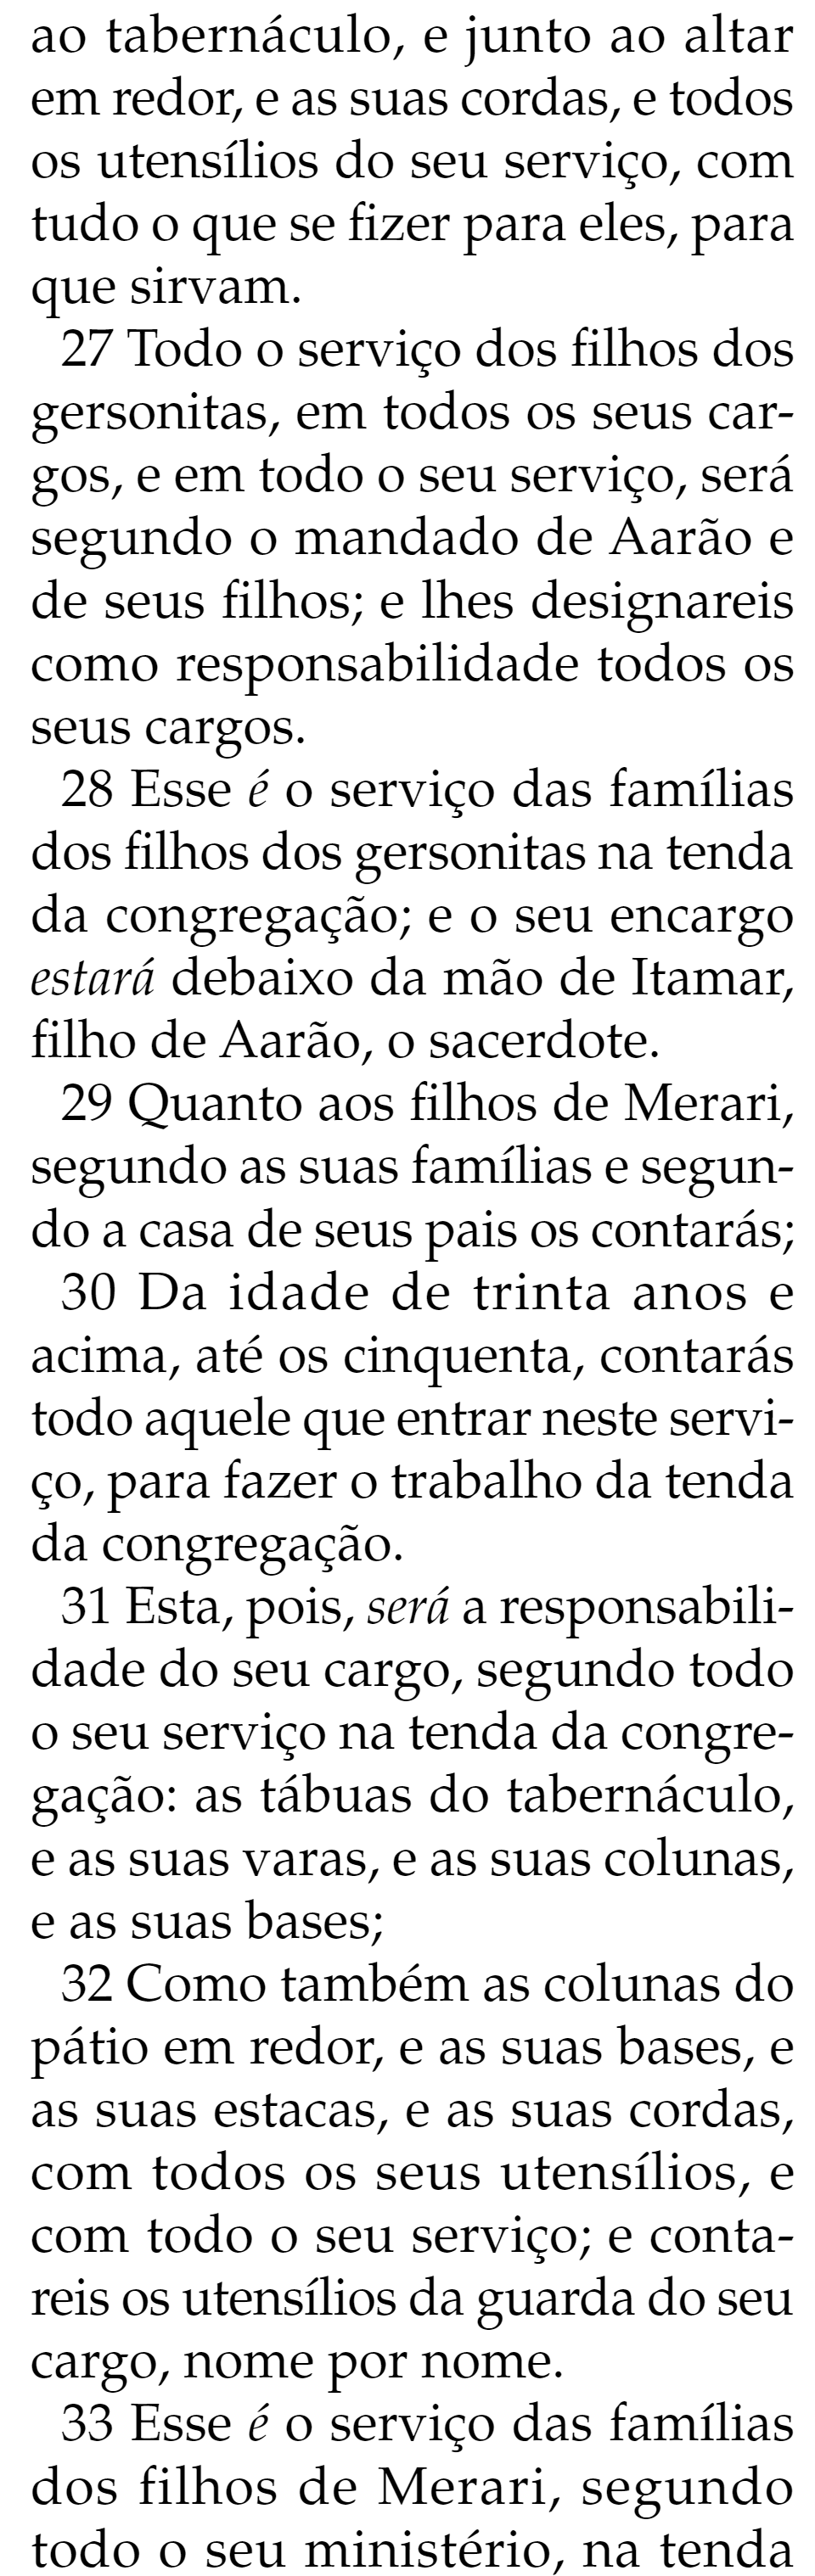 ao tabernáculo, e junto ao altar
em redor, e as suas cordas, e todos
os utensílios do seu serviço, com
tudo o que se fizer para eles, para
que sirvam.
27 Todo o serviço dos filhos dos
gersonitas, em todos os seus car-
gos, e em todo o seu serviço, será
segundo o mandado de Aarão e
de seus filhos; e lhes designareis
como responsabilidade todos os
seus cargos.
28 Esse é o serviço das famílias
dos filhos dos gersonitas na tenda
da congregação; e o seu encargo
estará debaixo da mão de Itamar,
filho de Aarão, o sacerdote.
29 Quanto aos filhos de Merari,
segundo as suas famílias e segun-
do a casa de seus pais os contarás;
30 Da idade de trinta anos e
acima, até os cinquenta, contarás
todo aquele que entrar neste servi-
ço, para fazer o trabalho da tenda
da congregação.
31 Esta, pois, será a responsabili-
dade do seu cargo, segundo todo
o seu serviço na tenda da congre-
gação: as tábuas do tabernáculo,
e as suas varas, e as suas colunas,
e as suas bases;
32 Como também as colunas do
pátio em redor, e as suas bases, e
as suas estacas, e as suas cordas,
com todos os seus utensílios, e
com todo o seu serviço; e conta-
reis os utensílios da guarda do seu
cargo, nome por nome.
33 Esse é o serviço das famílias
dos filhos de Merari, segundo
todo o seu ministério, na tenda